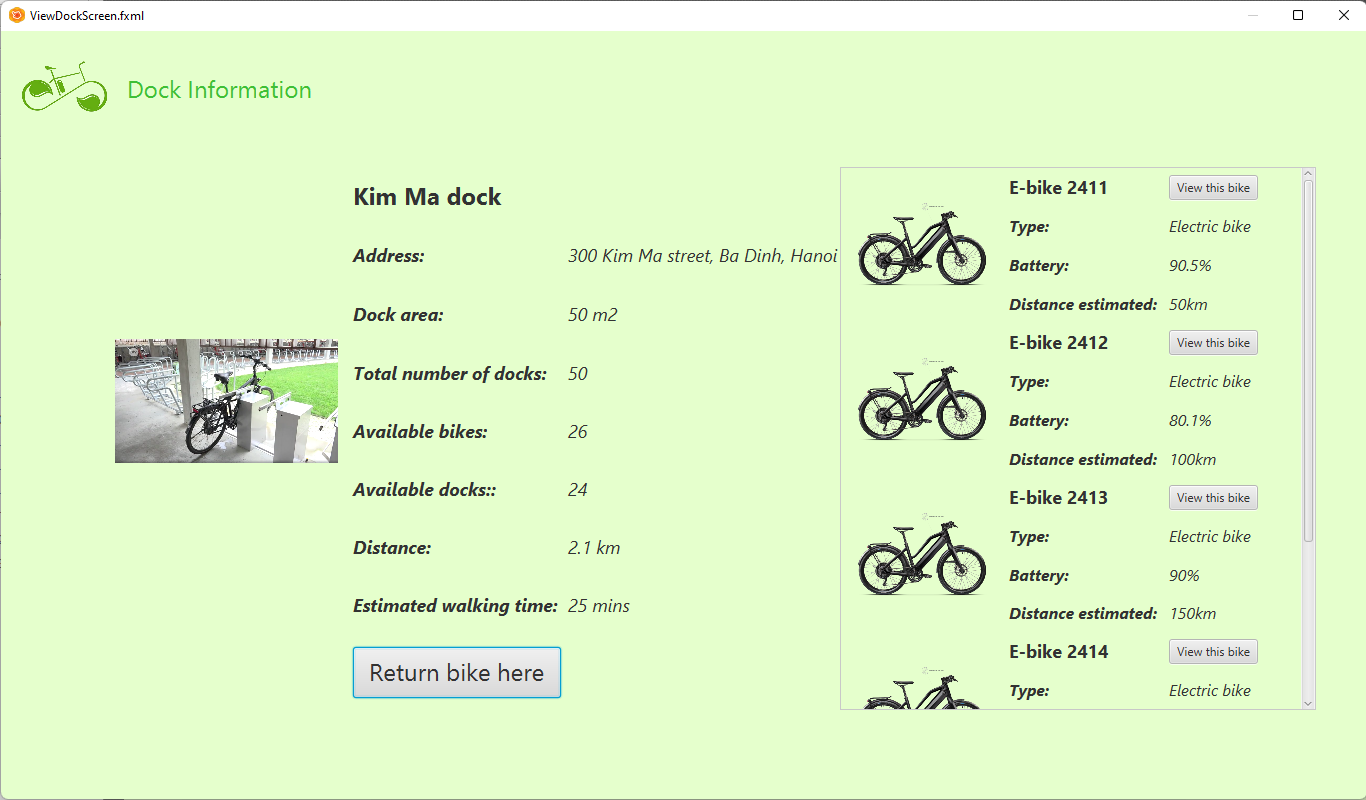 ViewDockScreen.fxml
Dock Information
Kim Ma dock
Address: 300 Kim Ma street, Ba Dinh, Hanoi
Dock area: 50 m2
Total number of docks: 50
Available bikes: 26
Available docks:: 24
Distance: 2.1 km
Estimated walking time: 25 mins
Return bike here
E-bike 2411 View this bike
Type: Electric bike
Battery: 90.5%
Distance estimated: 50km
E-bike 2412 View this bike
Type: Electric bike
Battery: 80.1%
Distance estimated: 100km
E-bike 2413 View this bike
Type: Electric bike
Battery: 90%
Distance estimated: 150km
E-bike 2414 View this bike
Type: Electric bike